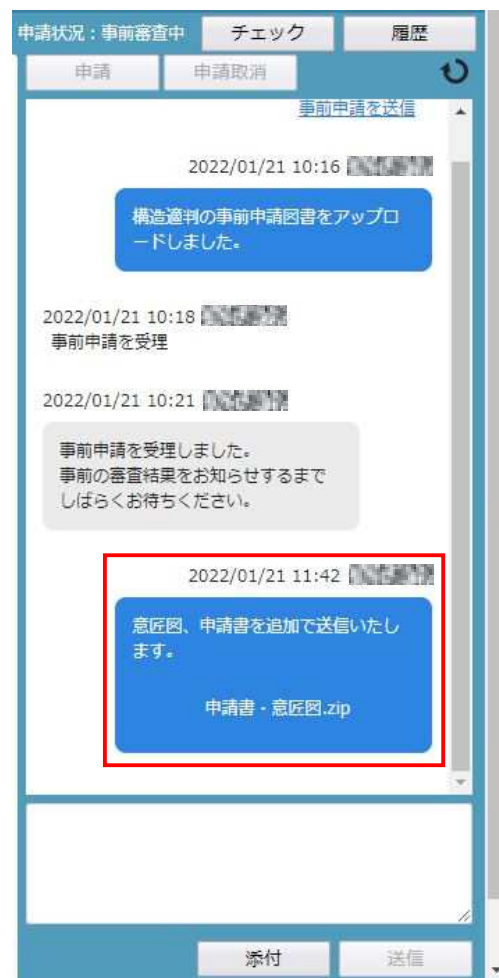 申請状況：事前審査中
チェック
履歴
申請
申請取消
事前申請を送信
2022/01/21 10:16
構造適判の事前申請図書をアップロ
ードしました。
2022/01/21 10:18
事前申請を受理
2022/01/21 10:21
事前申請を受理しました。
事前の審査結果をお知らせするまで
しばらくお待ちください。
2022/01/21 11:42
意匠図、申請書を追加で送信いたし
ます。
申請書・意匠図.zip
添付
送信